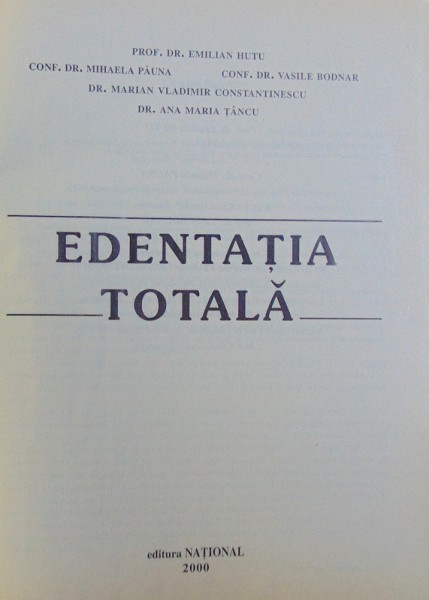 PROF. DR. EMILIAN HUTU
CONF. DR. MIHAELA PĂUNA CONF. DR. VASILE BODNAR
DR. MARIAN VLADIMIR CONSTANTINESCU
DR. ANA MARIA ȚÂNCU
EDENTAȚIA
TOTALĂ
editura NAȚIONAL
2000